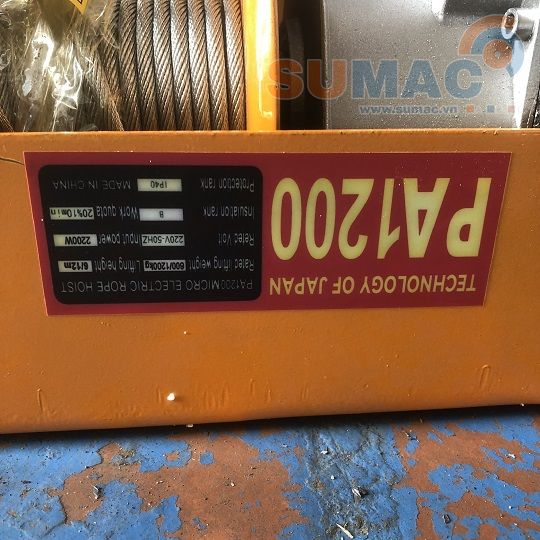 SUMAC
www.sumac.vn
TECHNOLOGY OF JAPAN
PA1200
PA1200 MICRO ELECTRIC ROPE HOIST
Rated lifting weight 600/1200kg Lifting height 6/12m
Reted Volt 220V-50HZ Input power 2200W
Insulation rank B Work quota 20%10min
Protection rank IP40 MADE IN CHINA